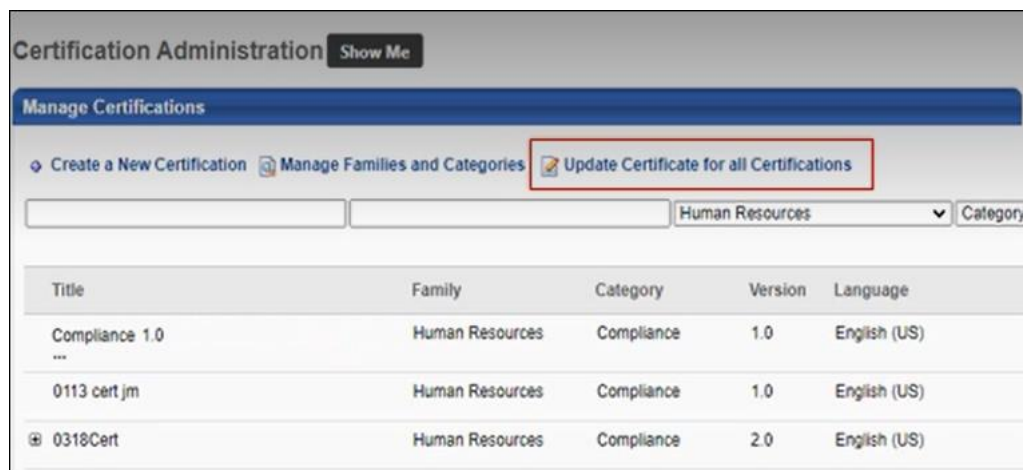 Certification Administration Show Me
Manage Certifications
Create a New Certification Manage Families and Categories Update Certificate for all Certifications
Human Resources Category
Title Family Category Version Language
Compliance 1.0 Human Resources Compliance 1.0 English (US)
...
0113 cert jm Human Resources Compliance 1.0 English (US)
0318Cert Human Resources Compliance 2.0 English (US)